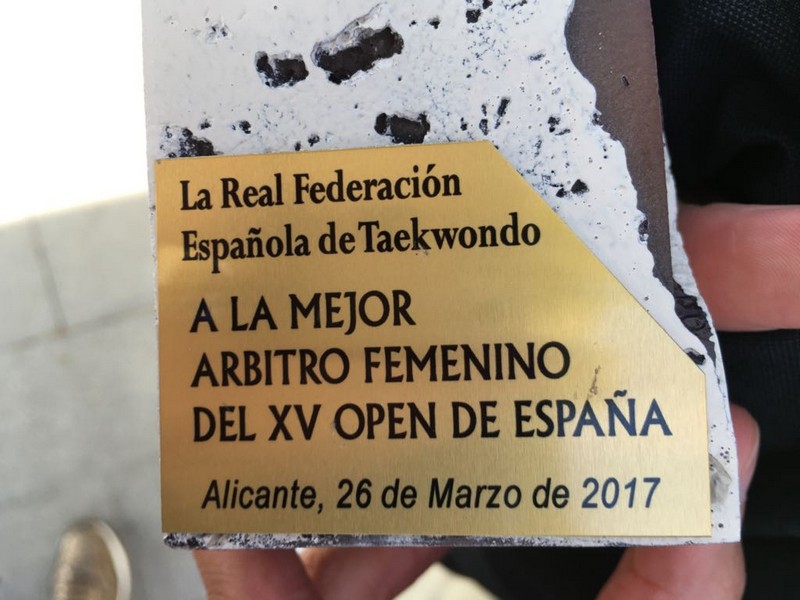 La Real Federación
Española de Taekwondo
A LA MEJOR
ARBITRO FEMENINO
DEL XV OPEN DE ESPAÑA
Alicante, 26 de Marzo de 2017